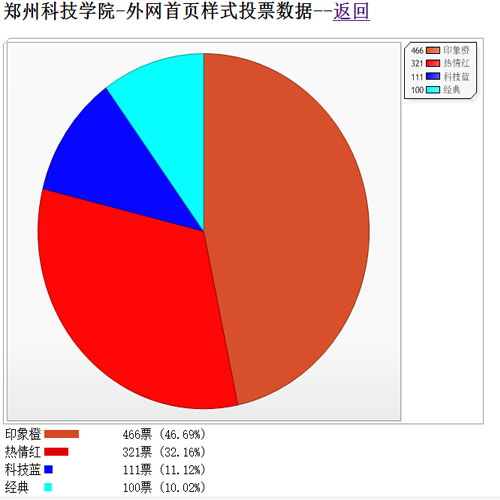 郑州科技学院-外网首页样式投票数据--返回
466 印象橙
321 热情红
111 科技蓝
100 经典
印象橙 466票 (46.69%)
热情红 321票 (32.16%)
科技蓝 111票 (11.12%)
经典 100票 (10.02%)